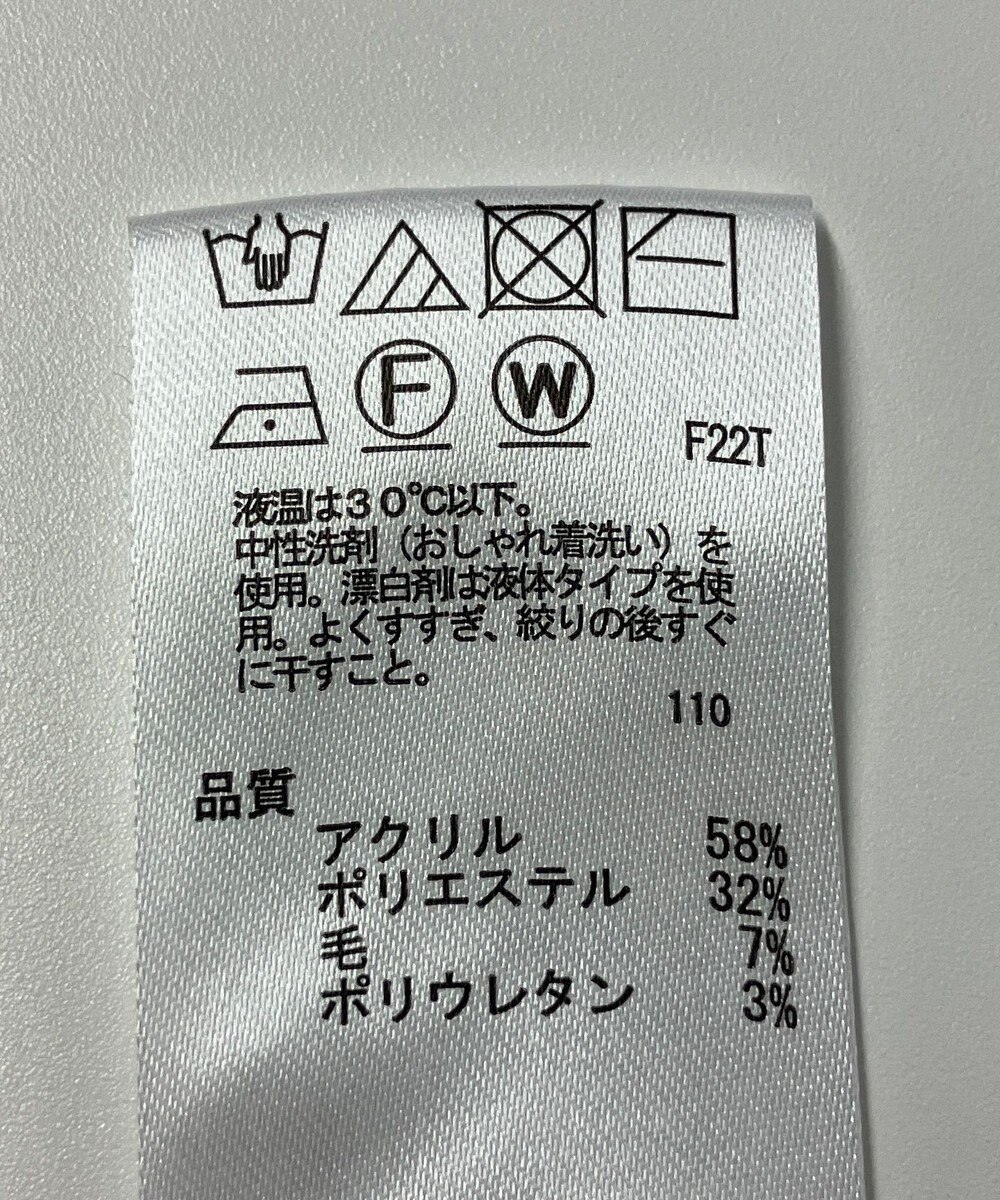 F
W
F22T
液温は30℃以下。
中性洗剤（おしゃれ着洗い）を
使用。漂白剤は液体タイプを使
用。よくすすぎ、絞りの後すぐ
に干すこと。
110
品質
アクリル 58%
ポリエステル 32%
毛 7%
ポリウレタン 3%